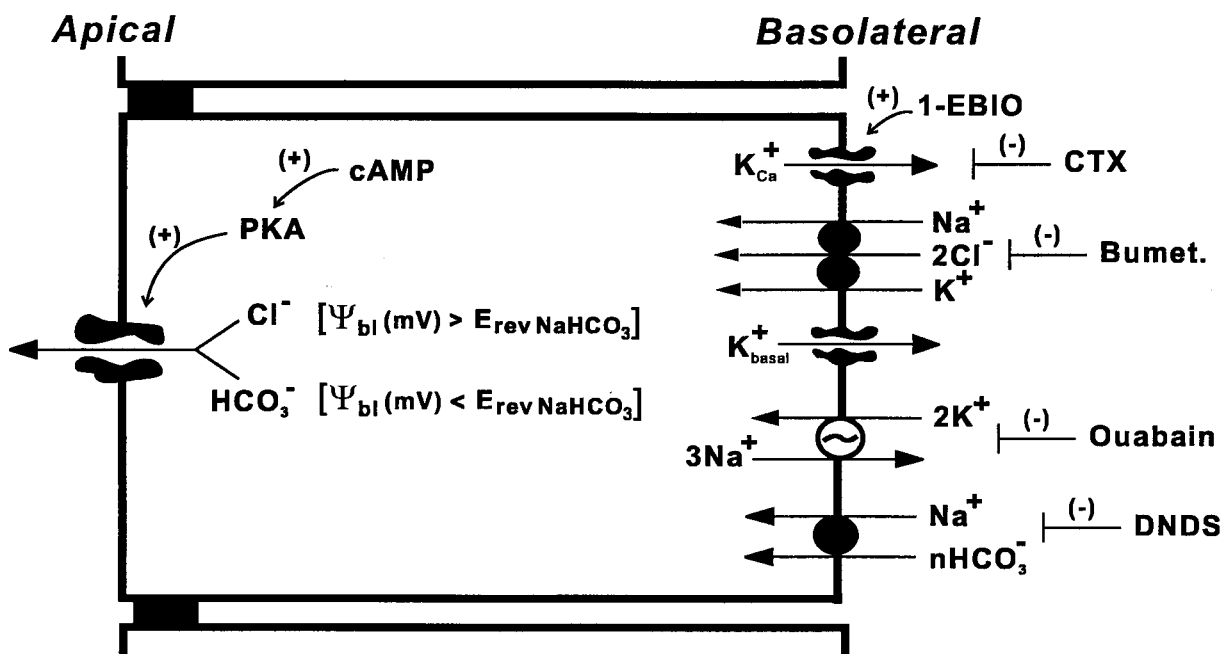 Apical
Basolateral
(+) 1-EBIO
(+) cAMP
K⁺Ca
(-) CTX
(+) PKA
Na⁺
2Cl⁻
(-) Bumet.
K⁺
Cl⁻ [Ψbl (mV) > Erev NaHCO₃]
K⁺basal
HCO₃⁻ [Ψbl (mV) < Erev NaHCO₃]
2K⁺
(-) Ouabain
3Na⁺
Na⁺
(-) DNDS
nHCO₃⁻